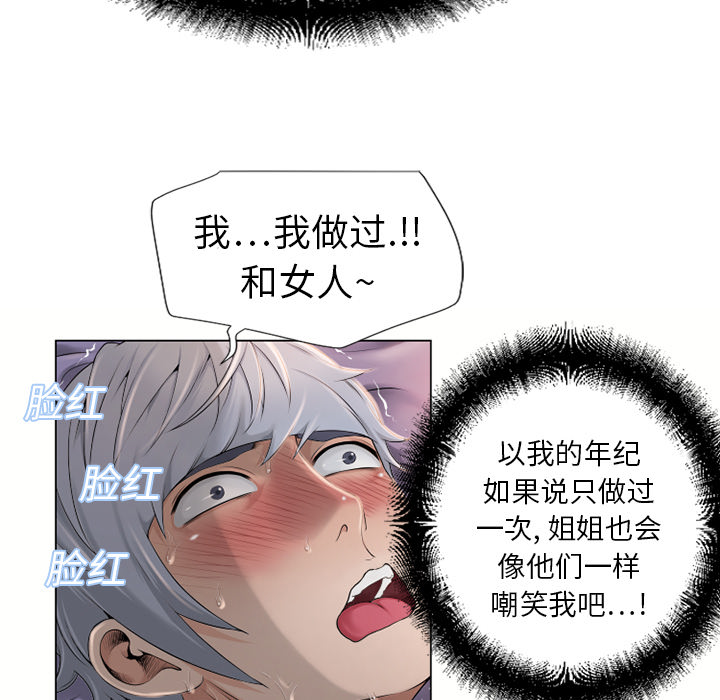 我...我做过.!!
和女人~
脸红
脸红
脸红
以我的年纪
如果说只做过
一次, 姐姐也会
像他们一样
嘲笑我吧...!